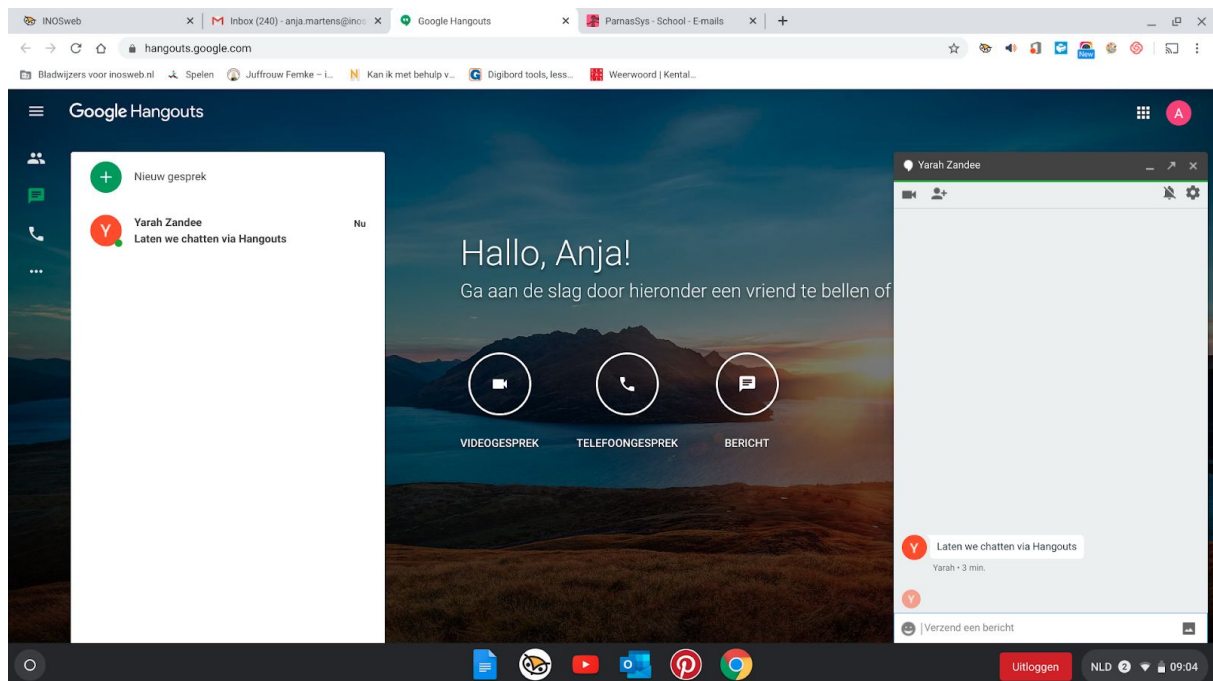 INOSweb
Inbox (240) - anja.martens@inos
Google Hangouts
ParnasSys - School - E-mails
hangouts.google.com
New
Bladwijzers voor inosweb.nl
Spelen
Juffrouw Femke – i...
Kan ik met behulp v...
Digibord tools, less...
Weerwoord | Kental...
Google Hangouts
A
Nieuw gesprek
Y
Yarah Zandee
Nu
Laten we chatten via Hangouts
Hallo, Anja!
Ga aan de slag door hieronder een vriend te bellen of
VIDEOGESPREK
TELEFOONGESPREK
BERICHT
Yarah Zandee
Y
Laten we chatten via Hangouts
Yarah • 3 min.
Y
Verzend een bericht
Uitloggen
NLD 2 09:04